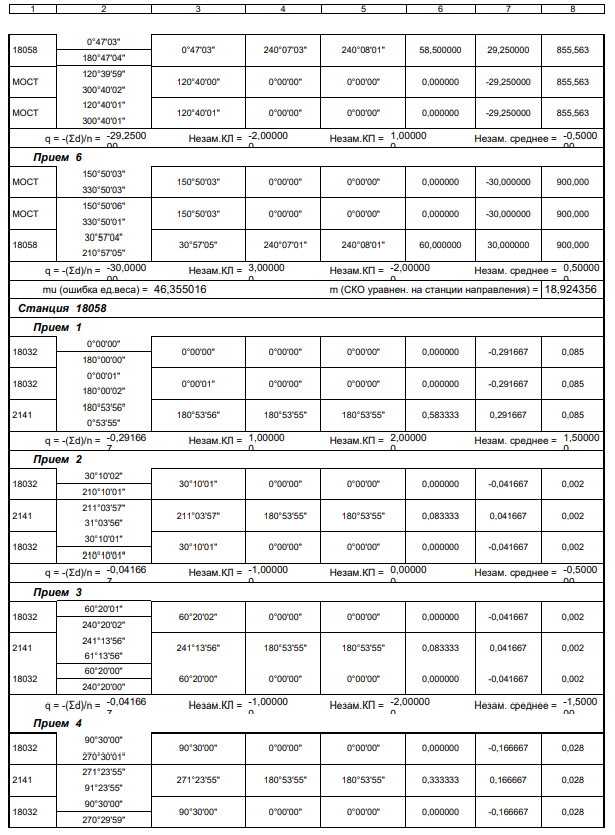 1 2 3 4 5 6 7 8
0°47'03"
18058 0°47'03" 240°07'03" 240°08'01" 58,500000 29,250000 855,563
180°47'04"
120°39'59"
МОСТ 120°40'00" 0°00'00" 0°00'00" 0,000000 -29,250000 855,563
300°40'02"
120°40'01"
МОСТ 120°40'01" 0°00'00" 0°00'00" 0,000000 -29,250000 855,563
300°40'01"
q = -(Σd)/n = -29,250000 Незам.КЛ = -2,000000 Незам.КП = 1,000000 Незам. среднее = -0,500000
Прием 6
150°50'03"
МОСТ 150°50'03" 0°00'00" 0°00'00" 0,000000 -30,000000 900,000
330°50'03"
150°50'06"
МОСТ 150°50'03" 0°00'00" 0°00'00" 0,000000 -30,000000 900,000
330°50'01"
30°57'04"
18058 30°57'05" 240°07'01" 240°08'01" 60,000000 30,000000 900,000
210°57'05"
q = -(Σd)/n = -30,000000 Незам.КЛ = 3,000000 Незам.КП = -2,000000 Незам. среднее = 0,500000
mu (ошибка ед.веса) = 46,355016 m (СКО уравнен. на станции направления) = 18,924356
Станция 18058
Прием 1
0°00'00"
18032 0°00'00" 0°00'00" 0°00'00" 0,000000 -0,291667 0,085
180°00'00"
0°00'01"
18032 0°00'01" 0°00'00" 0°00'00" 0,000000 -0,291667 0,085
180°00'02"
180°53'56"
2141 180°53'56" 180°53'55" 180°53'55" 0,583333 0,291667 0,085
0°53'55"
q = -(Σd)/n = -0,291667 Незам.КЛ = 1,000000 Незам.КП = 2,000000 Незам. среднее = 1,500000
Прием 2
30°10'02"
18032 30°10'01" 0°00'00" 0°00'00" 0,000000 -0,041667 0,002
210°10'01"
211°03'57"
2141 211°03'57" 180°53'55" 180°53'55" 0,083333 0,041667 0,002
31°03'56"
30°10'01"
18032 30°10'01" 0°00'00" 0°00'00" 0,000000 -0,041667 0,002
210°10'01"
q = -(Σd)/n = -0,041667 Незам.КЛ = -1,000000 Незам.КП = 0,000000 Незам. среднее = -0,500000
Прием 3
60°20'01"
18032 60°20'02" 0°00'00" 0°00'00" 0,000000 -0,041667 0,002
240°20'02"
241°13'56"
2141 241°13'56" 180°53'55" 180°53'55" 0,083333 0,041667 0,002
61°13'56"
60°20'00"
18032 60°20'00" 0°00'00" 0°00'00" 0,000000 -0,041667 0,002
240°20'00"
q = -(Σd)/n = -0,041667 Незам.КЛ = -1,000000 Незам.КП = -2,000000 Незам. среднее = -1,500000
Прием 4
90°30'00"
18032 90°30'00" 0°00'00" 0°00'00" 0,000000 -0,166667 0,028
270°30'01"
271°23'55"
2141 271°23'55" 180°53'55" 180°53'55" 0,333333 0,166667 0,028
91°23'55"
90°30'00"
18032 90°30'00" 0°00'00" 0°00'00" 0,000000 -0,166667 0,028
270°29'59"